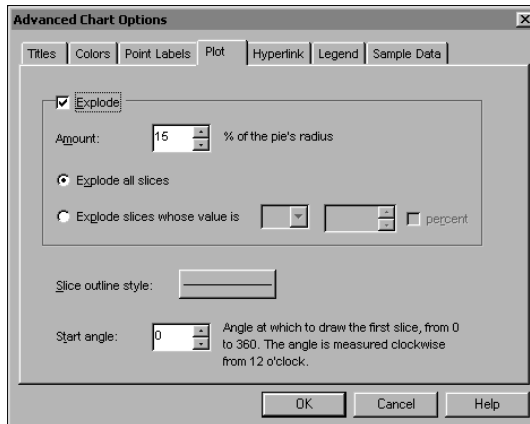 Advanced Chart Options
Titles Colors Point Labels Plot Hyperlink Legend Sample Data
Explode
Amount: 15 % of the pie's radius
Explode all slices
Explode slices whose value is percent
Slice outline style:
Start angle: 0 Angle at which to draw the first slice, from 0
to 360. The angle is measured clockwise
from 12 o'clock.
OK Cancel Help